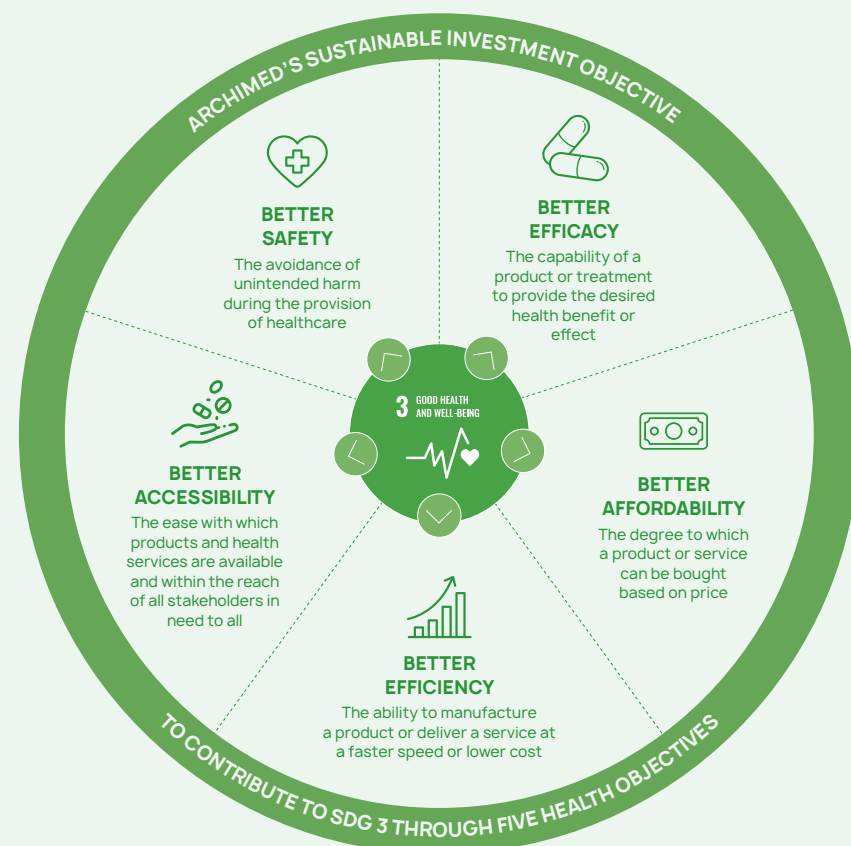 ARCHIMED'S SUSTAINABLE INVESTMENT OBJECTIVE
BETTER
SAFETY
The avoidance of
unintended harm
during the provision
of healthcare
BETTER
EFFICACY
The capability of a
product or treatment
to provide the desired
health benefit or
effect
3 GOOD HEALTH
AND WELL-BEING
BETTER
ACCESSIBILITY
The ease with which
products and health
services are available
and within the reach
of all stakeholders in
need to all
BETTER
AFFORDABILITY
The degree to which
a product or service
can be bought
based on price
BETTER
EFFICIENCY
The ability to manufacture
a product or deliver a service at
a faster speed or lower cost
TO CONTRIBUTE TO SDG 3 THROUGH FIVE HEALTH OBJECTIVES